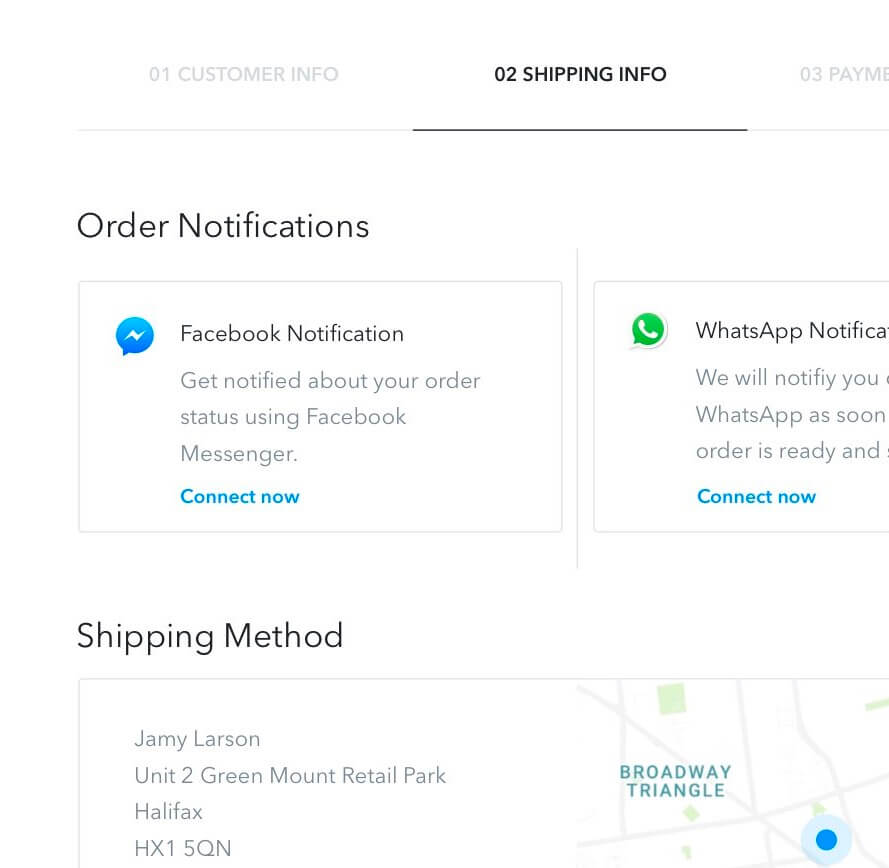 01 CUSTOMER INFO
02 SHIPPING INFO
03 PAYME
Order Notifications
Facebook Notification
Get notified about your order
status using Facebook
Messenger.
Connect now
WhatsApp Notifica
We will notifiy you
WhatsApp as soon
order is ready and
Connect now
Shipping Method
Jamy Larson
Unit 2 Green Mount Retail Park
Halifax
HX1 5QN
BROADWAY
TRIANGLE